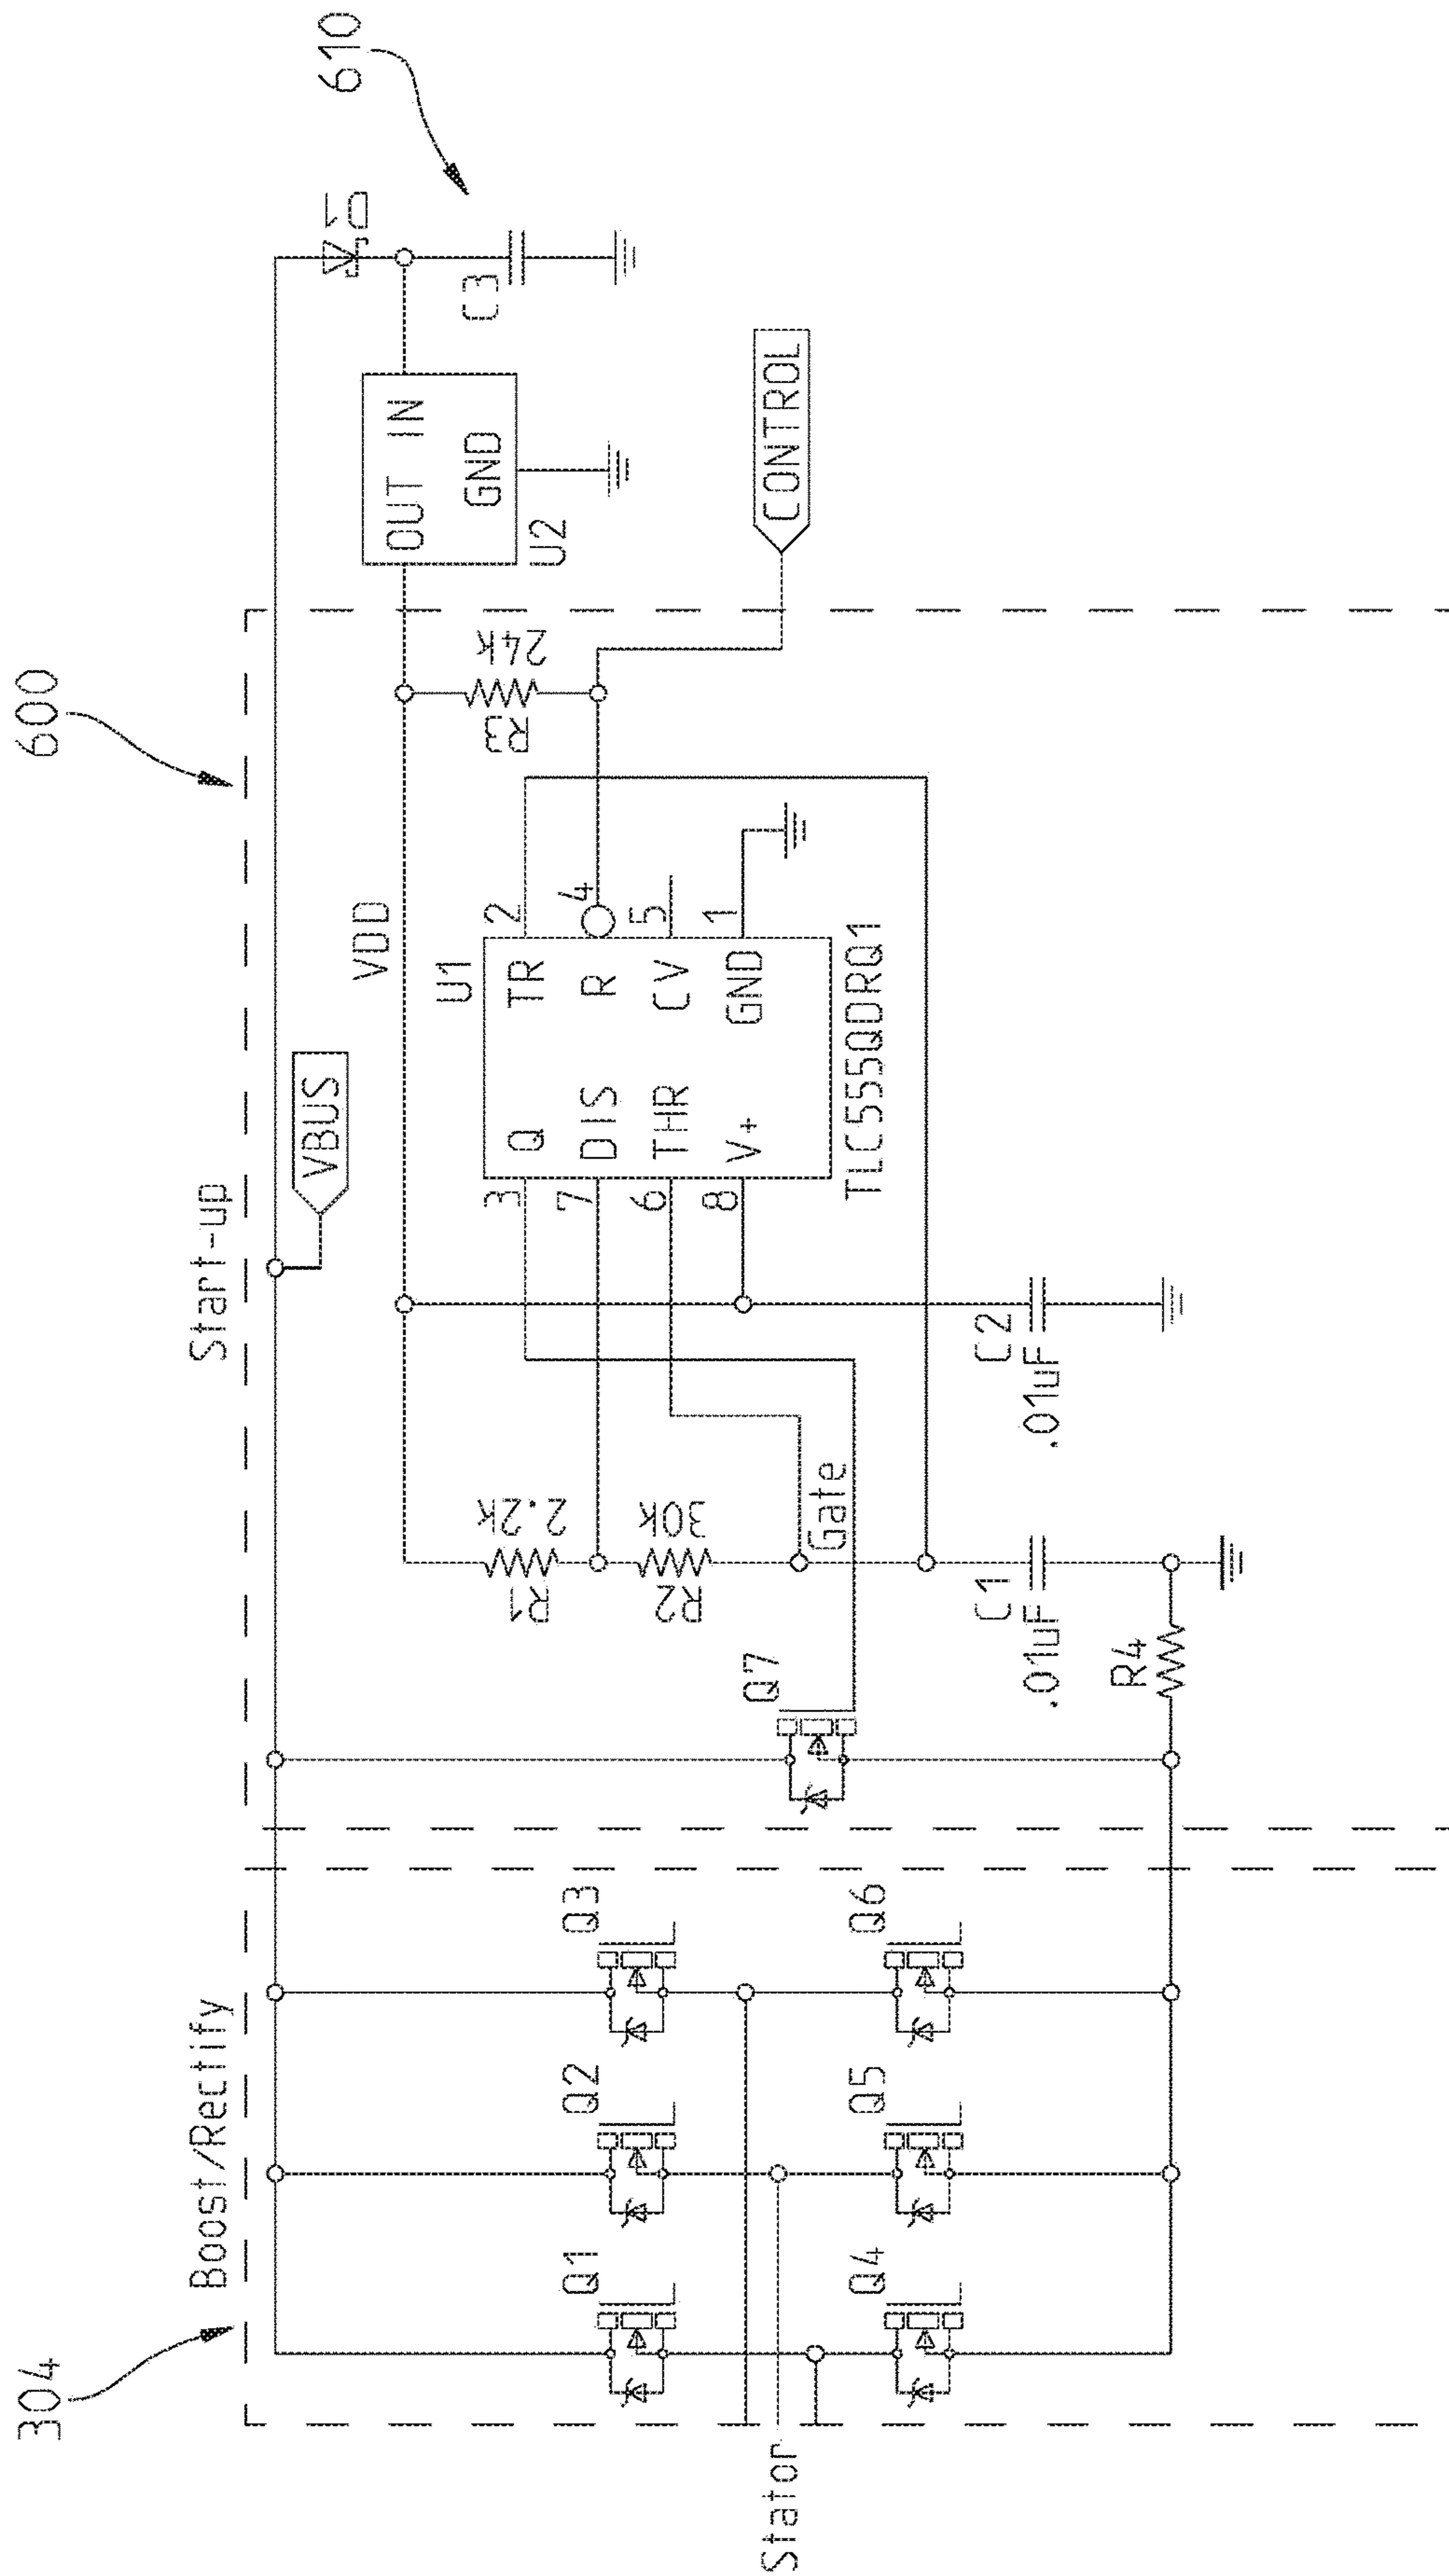 304
Boost/Rectify
Start-up
600
610
VBUS
VDD
D1
C3
OUT IN
GND
U2
CONTROL
R3
24k
U1
3
Q
TR
2
7
DIS
R
4
6
THR
CV
5
8
V+
GND
1
TLC555QDRQ1
R1
2.2k
R2
30k
Gate
C1
.01uF
C2
.01uF
R4
Q7
Q1
Q2
Q3
Q4
Q5
Q6
Stator